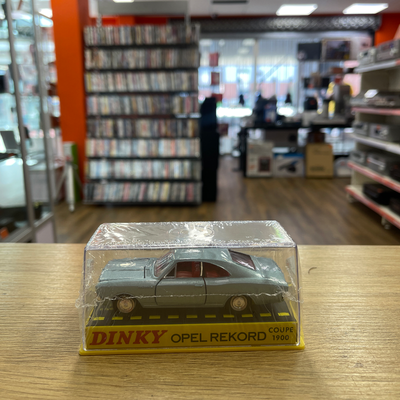 DINKY OPEL REKORD COUPE 1900